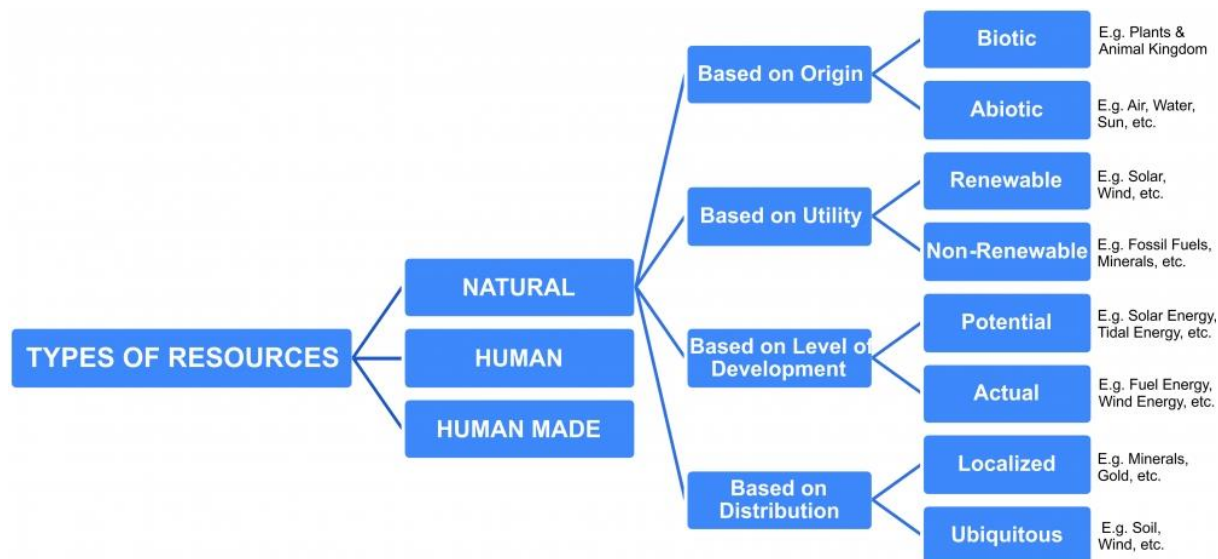 TYPES OF RESOURCES
NATURAL
HUMAN
HUMAN MADE
Based on Origin
Biotic
E.g. Plants &
Animal Kingdom
Abiotic
E.g. Air, Water,
Sun, etc.
Based on Utility
Renewable
E.g. Solar,
Wind, etc.
Non-Renewable
E.g. Fossil Fuels,
Minerals, etc.
Based on Level of
Development
Potential
E.g. Solar Energy,
Tidal Energy, etc.
Actual
E.g. Fuel Energy,
Wind Energy, etc.
Based on
Distribution
Localized
E.g. Minerals,
Gold, etc.
Ubiquitous
E.g. Soil,
Wind, etc.